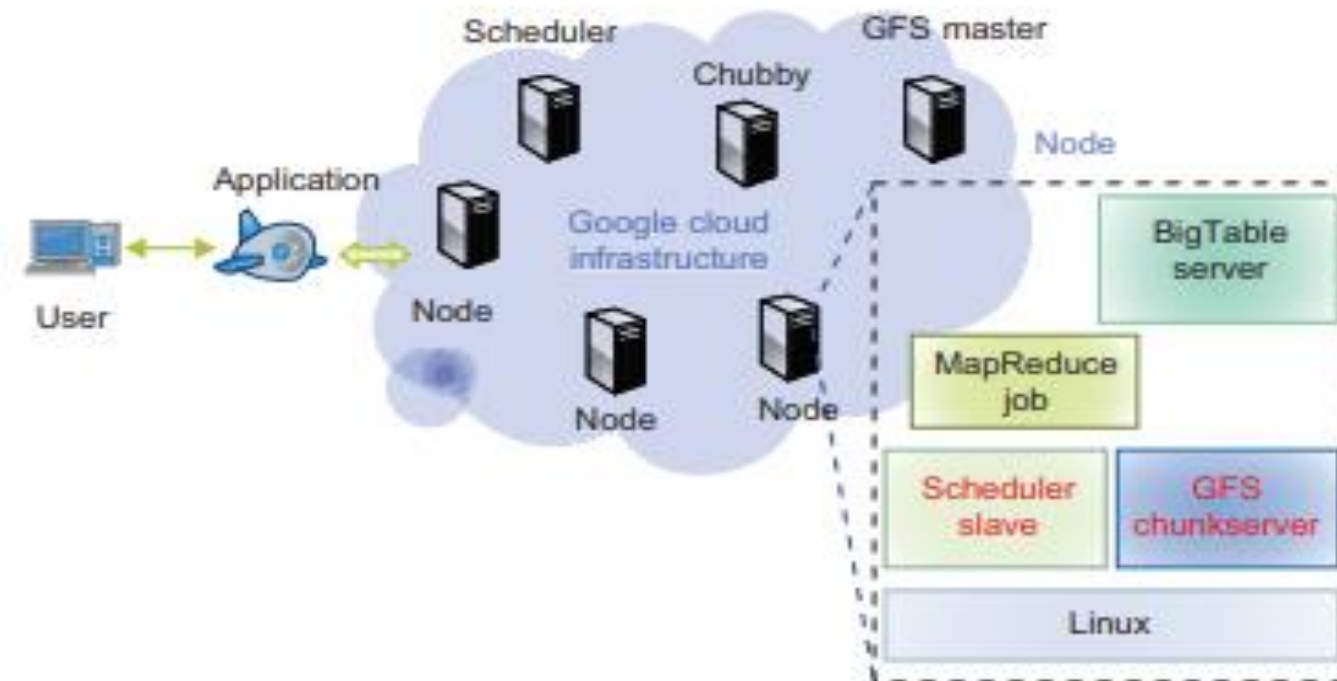 Scheduler
GFS master
Chubby
Node
Application
Google cloud
infrastructure
BigTable
server
User
Node
MapReduce
job
Node
Node
Scheduler
slave
GFS
chunkserver
Linux